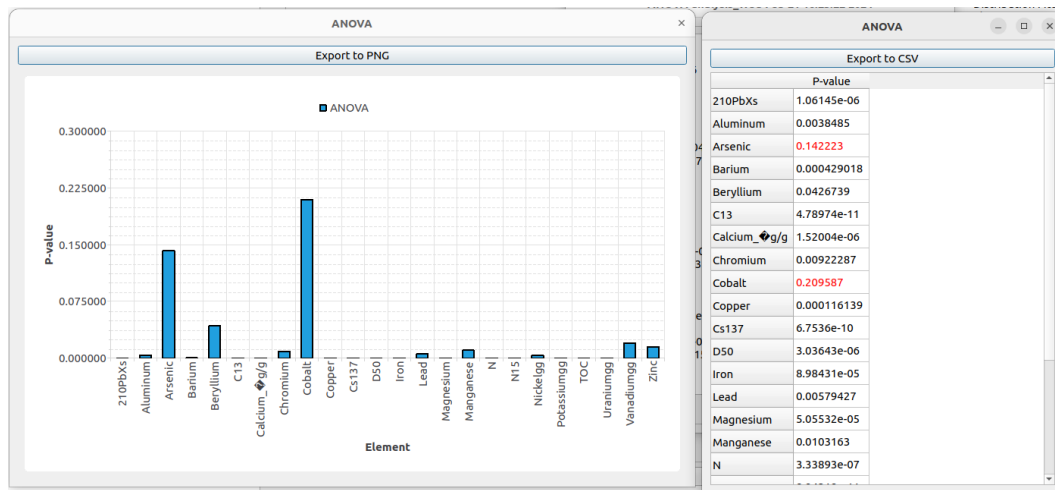 ANOVA
×
Export to PNG
ANOVA
0.300000
0.225000
0.150000
0.075000
0.000000
P-value
210PbXs
Aluminum
Arsenic
Barium
Beryllium
C13
Calcium_�g/g
Chromium
Cobalt
Copper
Cs137
D50
Iron
Lead
Magnesium
Manganese
N
N15
Nickelgg
Potassiumgg
TOC
Uraniumgg
Vanadiumgg
Zinc
Element
ANOVA
Export to CSV
P-value
210PbXs 1.06145e-06
Aluminum 0.0038485
Arsenic 0.142223
Barium 0.000429018
Beryllium 0.0426739
C13 4.78974e-11
Calcium_�g/g 1.52004e-06
Chromium 0.00922287
Cobalt 0.209587
Copper 0.000116139
Cs137 6.7536e-10
D50 3.03643e-06
Iron 8.98431e-05
Lead 0.00579427
Magnesium 5.05532e-05
Manganese 0.0103163
N 3.33893e-07